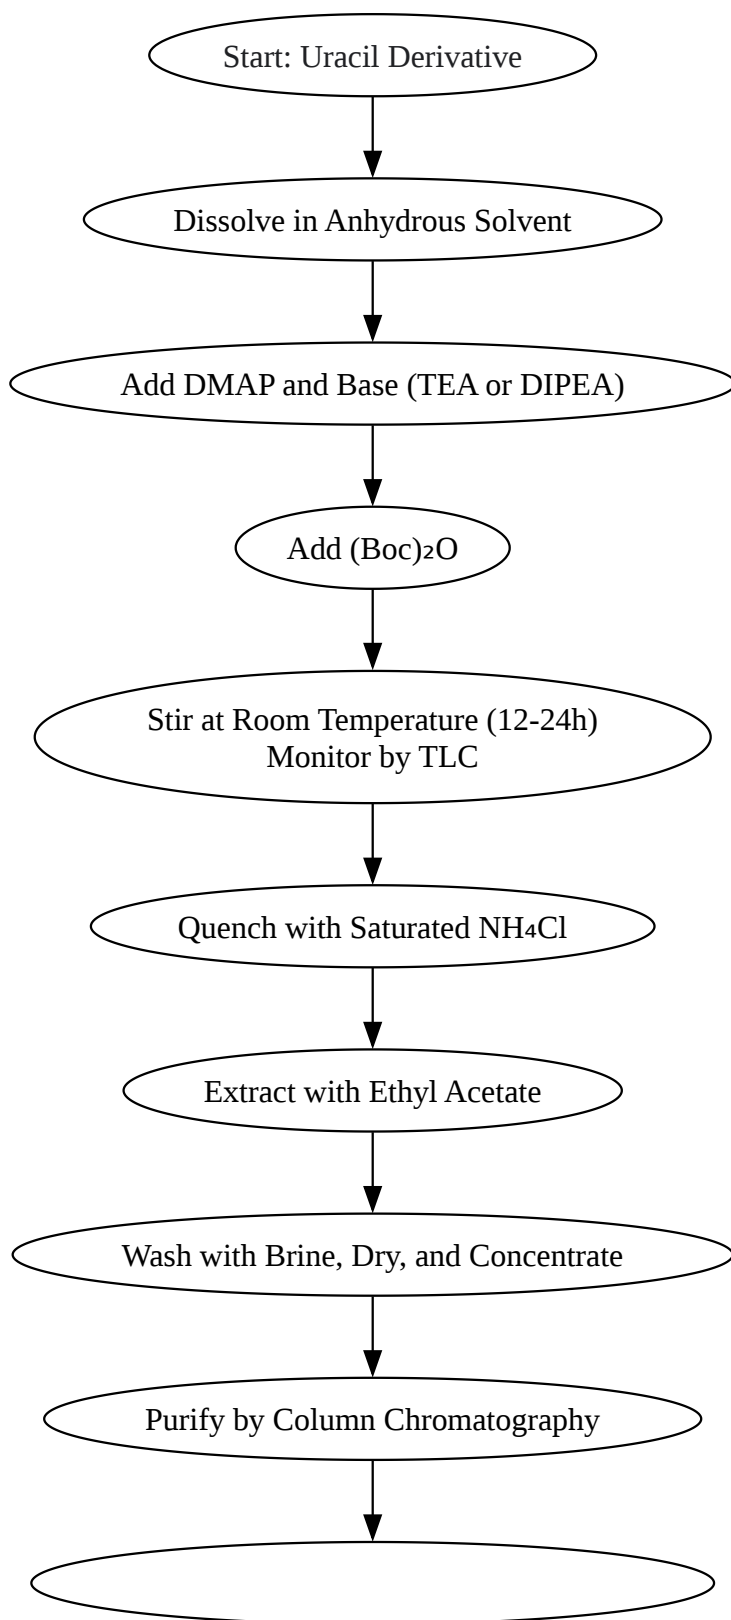 Start: Uracil Derivative
Dissolve in Anhydrous Solvent
Add DMAP and Base (TEA or DIPEA)
Add (Boc)₂O
Stir at Room Temperature (12-24h)
Monitor by TLC
Quench with Saturated NH₄Cl
Extract with Ethyl Acetate
Wash with Brine, Dry, and Concentrate
Purify by Column Chromatography